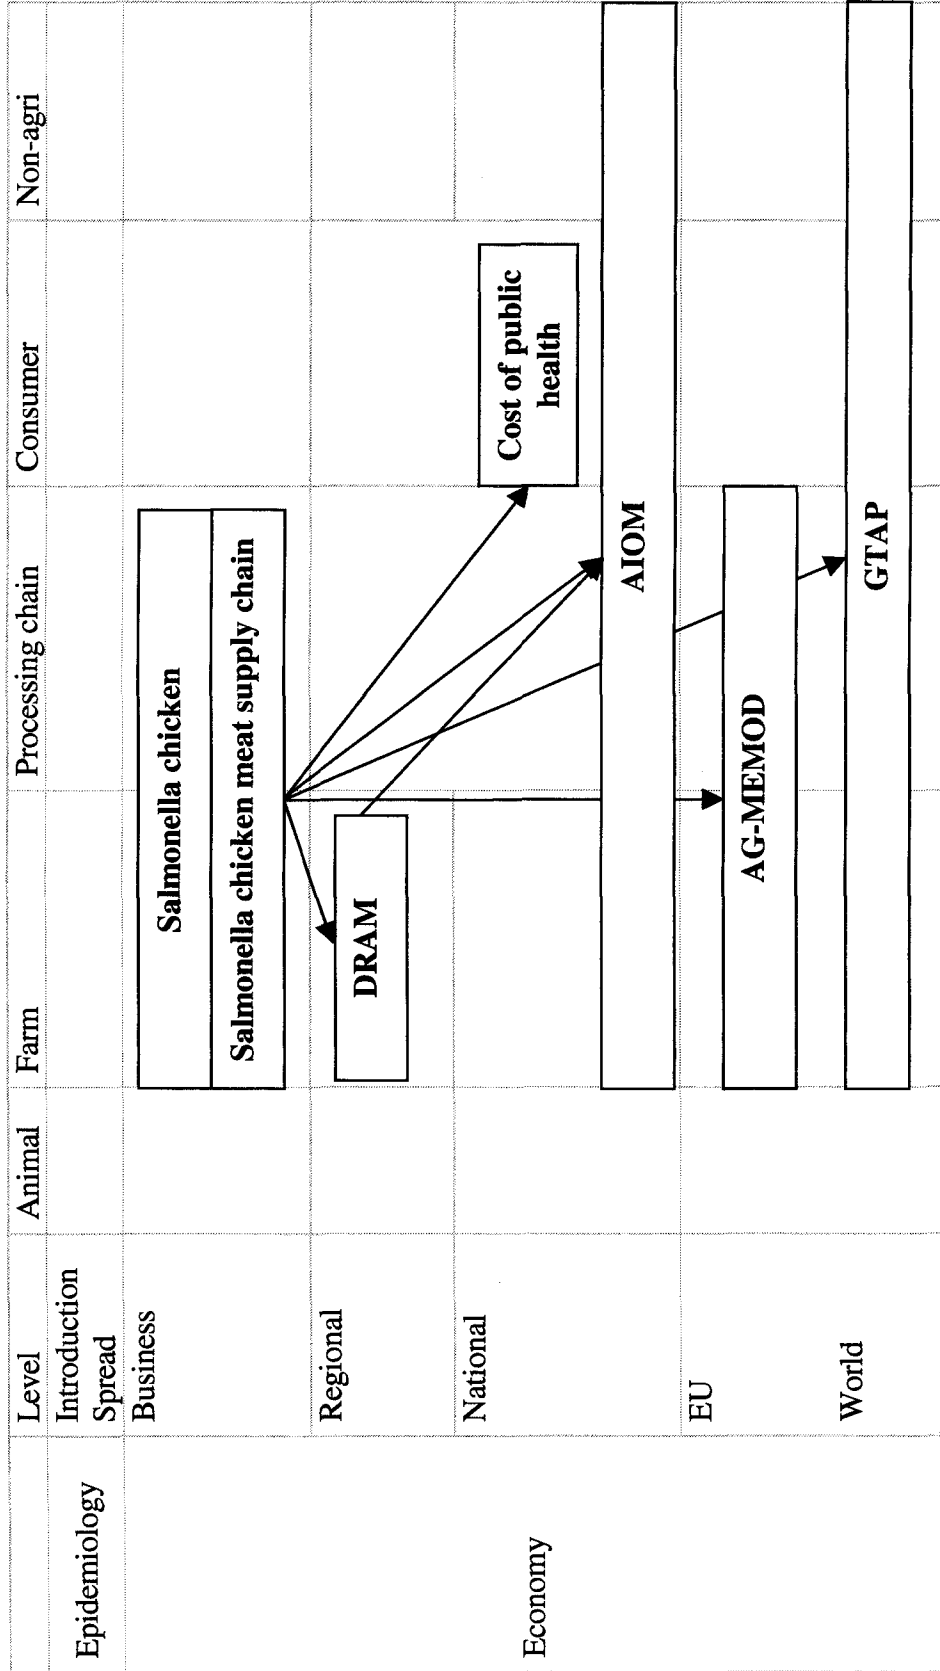 Level
Animal
Farm
Processing chain
Consumer
Non-agri
Epidemiology
Introduction
Spread
Economy
Business
Salmonella chicken
Salmonella chicken meat supply chain
Regional
DRAM
National
Cost of public
health
AIOM
EU
AG-MEMOD
World
GTAP